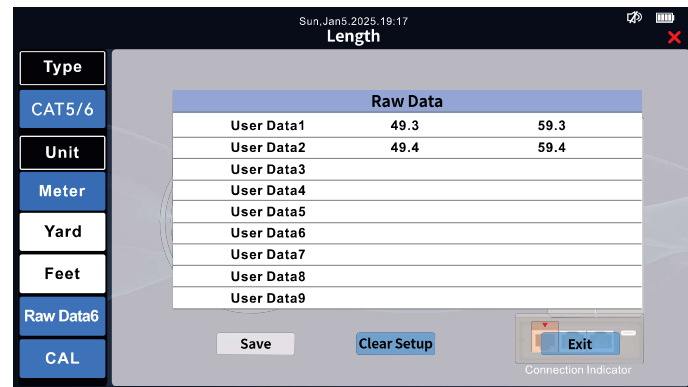 Sun,Jan5.2025.19:17
Length
Type
CAT5/6
Unit
Meter
Yard
Feet
Raw Data6
CAL
Raw Data
User Data1 49.3 59.3
User Data2 49.4 59.4
User Data3
User Data4
User Data5
User Data6
User Data7
User Data8
User Data9
Save Clear Setup Exit
Connection Indicator